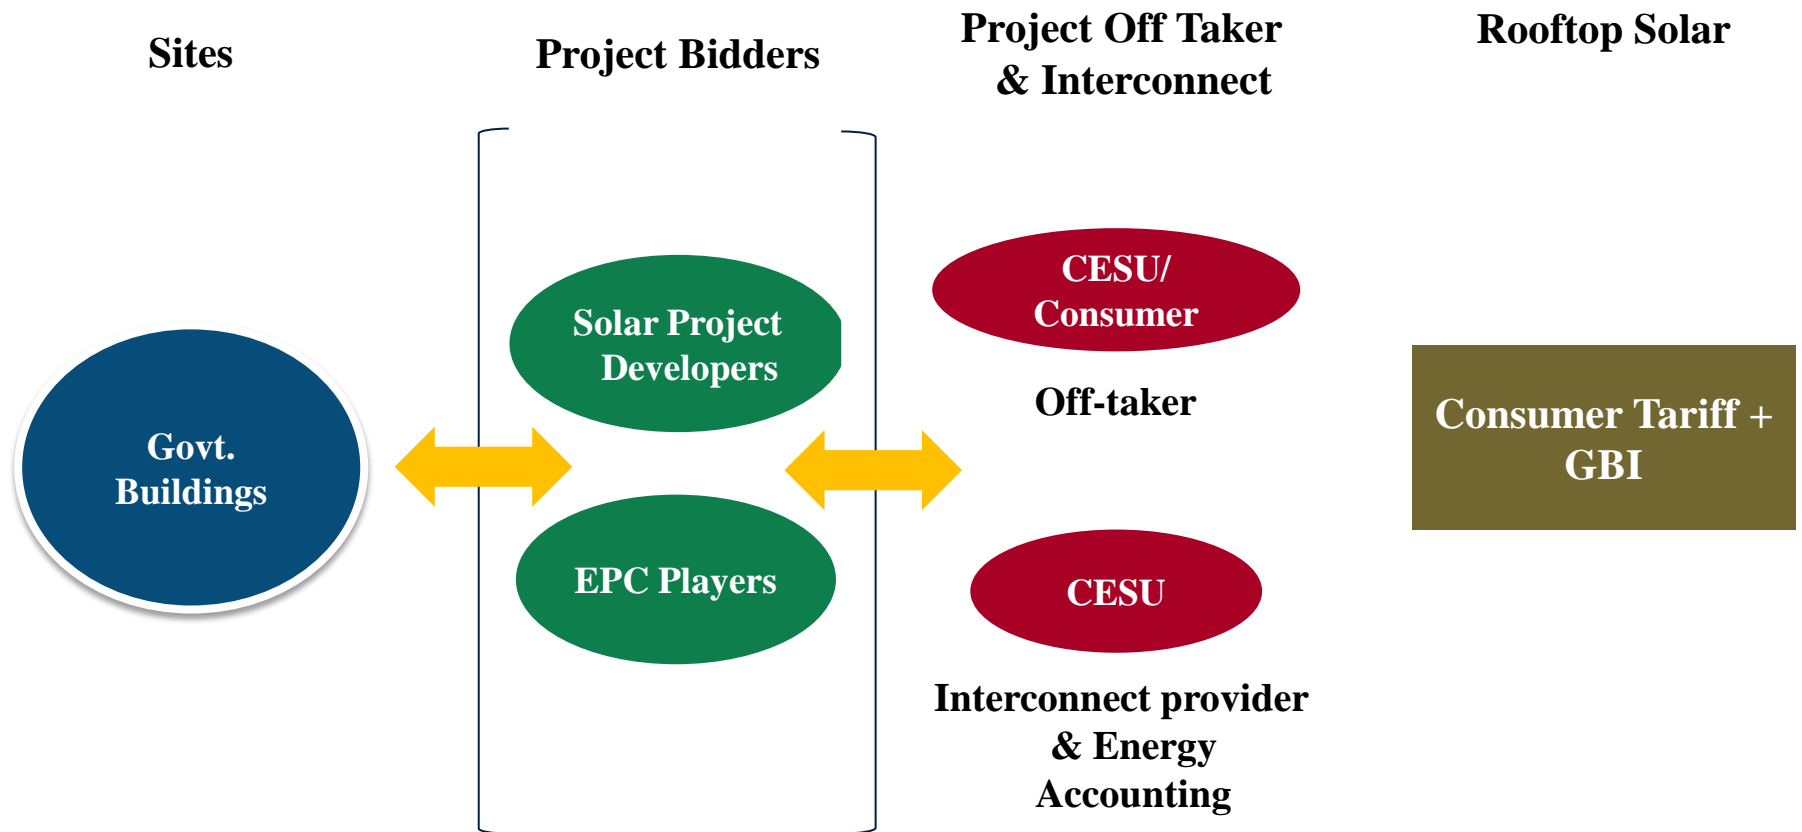 Sites
Project Bidders
Project Off Taker
& Interconnect
Rooftop Solar
Govt.
Buildings
Solar Project
Developers
EPC Players
CESU/
Consumer
Off-taker
CESU
Interconnect provider
& Energy
Accounting
Consumer Tariff +
GBI